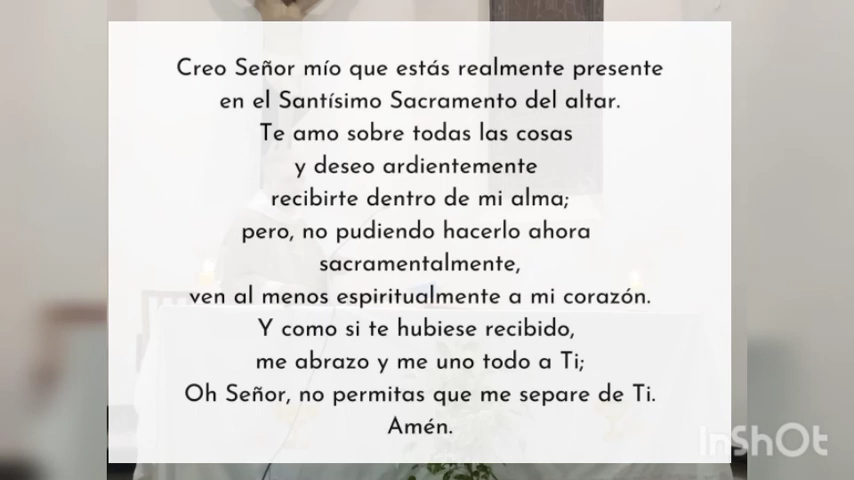 Creo Señor mío que estás realmente presente
en el Santísimo Sacramento del altar.
Te amo sobre todas las cosas
y deseo ardientemente
recibirte dentro de mi alma;
pero, no pudiendo hacerlo ahora
sacramentalmente,
ven al menos espiritualmente a mi corazón.
Y como si te hubiese recibido,
me abrazo y me uno todo a Ti;
Oh Señor, no permitas que me separe de Ti.
Amén.
InShOt